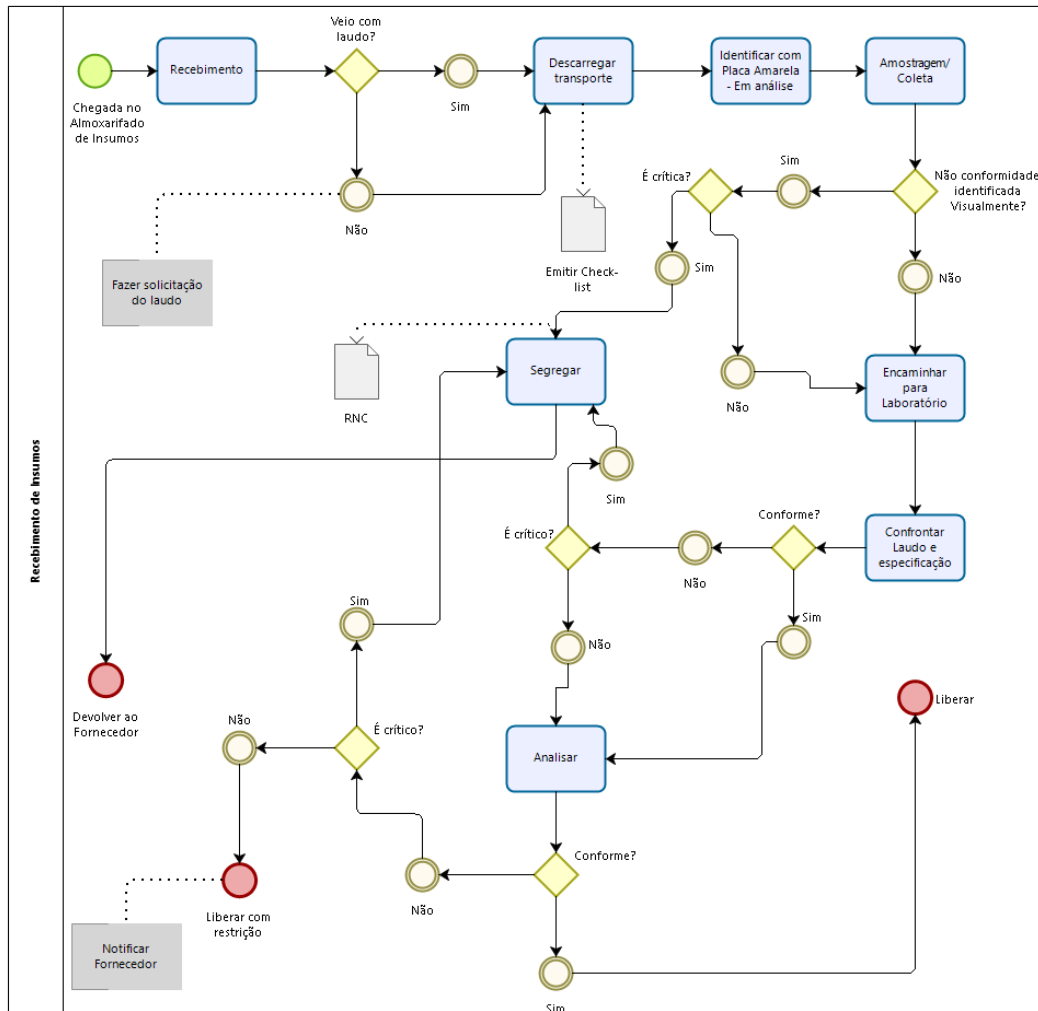 Recebimento de Insumos
Veio com
laudo?
Chegada no
Almoxarifado
de Insumos
Recebimento
Sim
Descarregar
transporte
Identificar com
Placa Amarela
- Em análise
Amostragem/
Coleta
Não
Fazer solicitação
do laudo
Emitir Check-
list
É crítica?
Sim
Não conformidade
identificada
Visualmente?
Sim
Não
RNC
Segregar
Não
Encaminhar
para
Laboratório
Sim
É crítico?
Não
Conforme?
Confrontar
Laudo e
especificação
Sim
Não
Sim
Devolver ao
Fornecedor
Não
É crítico?
Analisar
Liberar
Liberar com
restrição
Não
Conforme?
Notificar
Fornecedor
Sim